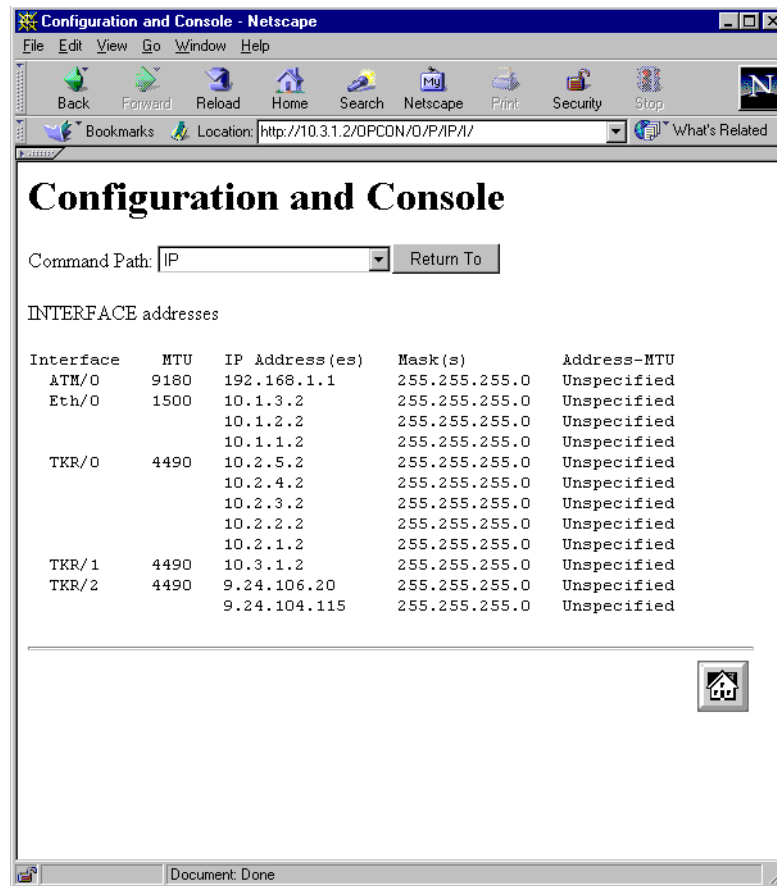 Configuration and Console - Netscape
File Edit View Go Window Help
Back Forward Reload Home Search Netscape Print Security Stop
My
N
Bookmarks Location: http://10.3.1.2/OPCON/O/P/IP/I/ What's Related
Configuration and Console
Command Path: IP Return To
INTERFACE addresses
Interface MTU IP Address(es) Mask(s) Address-MTU
ATM/0 9180 192.168.1.1 255.255.255.0 Unspecified
Eth/0 1500 10.1.3.2 255.255.255.0 Unspecified
10.1.2.2 255.255.255.0 Unspecified
10.1.1.2 255.255.255.0 Unspecified
TKR/0 4490 10.2.5.2 255.255.255.0 Unspecified
10.2.4.2 255.255.255.0 Unspecified
10.2.3.2 255.255.255.0 Unspecified
10.2.2.2 255.255.255.0 Unspecified
10.2.1.2 255.255.255.0 Unspecified
TKR/1 4490 10.3.1.2 255.255.255.0 Unspecified
TKR/2 4490 9.24.106.20 255.255.255.0 Unspecified
9.24.104.115 255.255.255.0 Unspecified
Document: Done